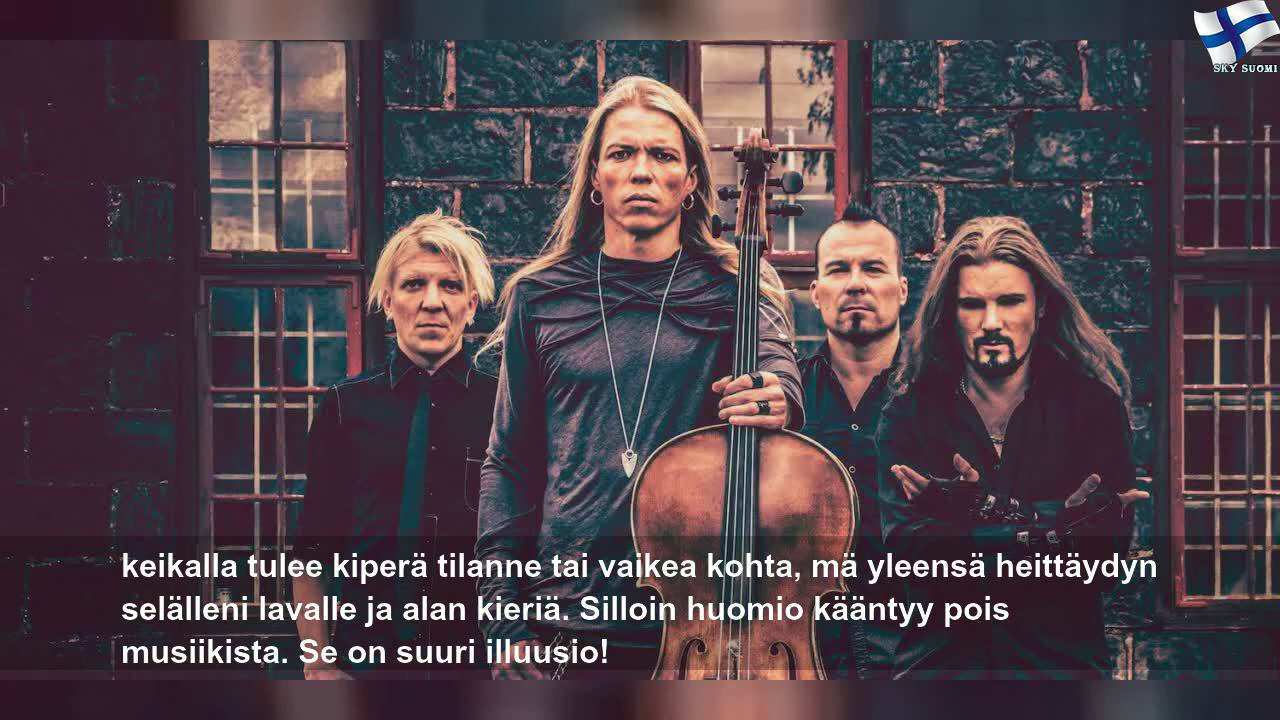 SKY SUOMI
keikalla tulee kiperä tilanne tai vaikea kohta, mä yleensä heittäydyn
selälleni lavalle ja alan kieriä. Silloin huomio kääntyy pois
musiikista. Se on suuri illuusio!